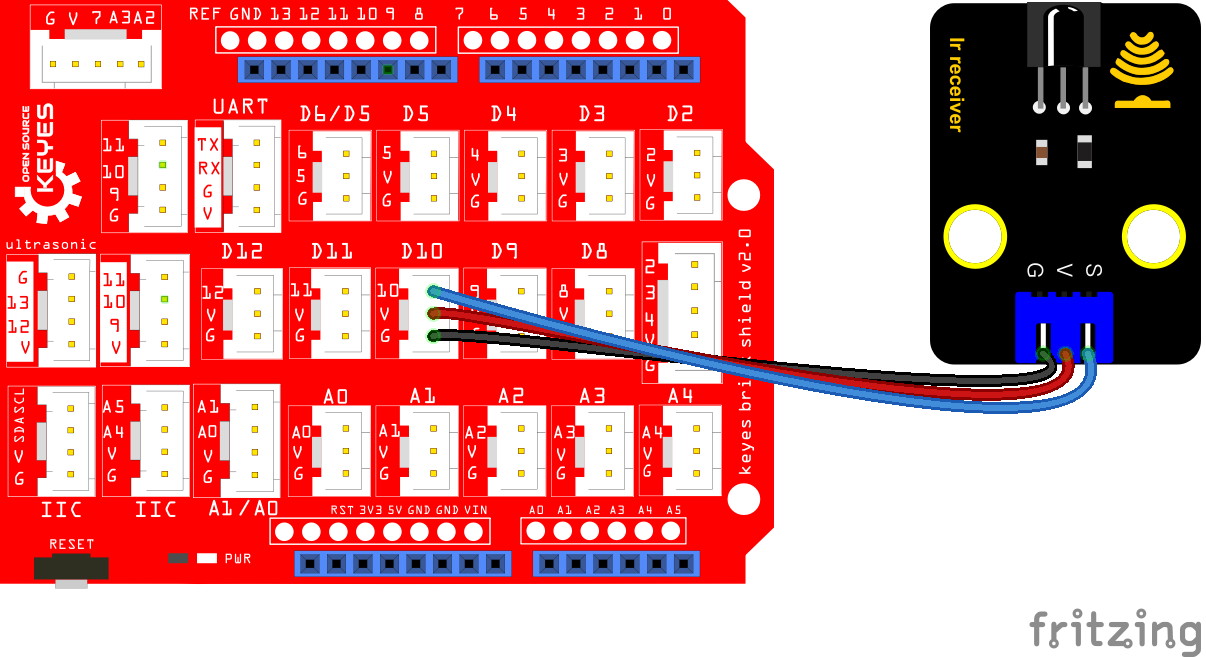 G V 7 A3 A2
REF GND 13 12 11 10 9 8
7 6 5 4 3 2 1 0
OPEN SOURCE
KEYES
UART
D6/D5
D5
D4
D3
D2
11
10
9
G
TX
RX
G
V
6
5
G
5
V
G
4
V
G
3
V
G
2
V
G
ultrasonic
D12
D11
D10
D9
D8
G
13
12
V
11
10
9
V
12
V
G
11
V
G
10
V
G
9
8
2
3
4
V
G
keyes brick shield v2.0
A0
A1
A2
A3
A4
SCL
SDA
V
G
A5
A4
V
G
A1
A0
V
G
A0
V
G
A1
V
G
A2
V
G
A3
V
G
A4
V
G
IIC
IIC
A1/A0
RST 3V3 5V GND GND VIN
A0 A1 A2 A3 A4 A5
RESET
PWR
Ir receiver
G V S
fritzing